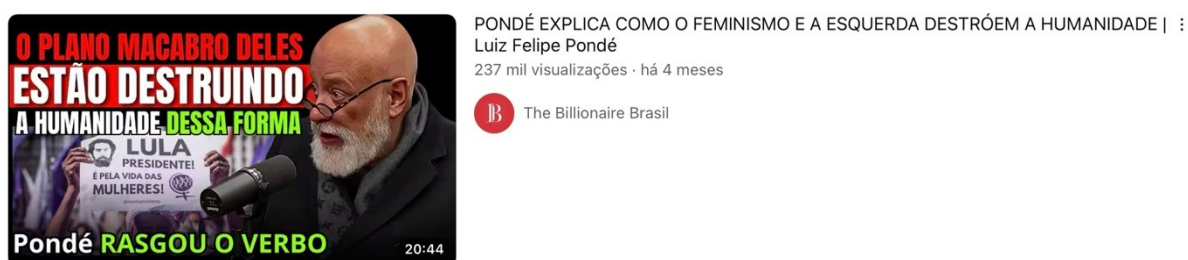 O PLANO MACABRO DELES
ESTÃO DESTRUINDO
A HUMANIDADE DESSA FORMA
LULA
PRESIDENTE!
É PELA VIDA DAS
MULHERES!
Pondé RASGOU O VERBO
20:44
PONDÉ EXPLICA COMO O FEMINISMO E A ESQUERDA DESTRÓEM A HUMANIDADE |
Luiz Felipe Pondé
237 mil visualizações · há 4 meses
The Billionaire Brasil